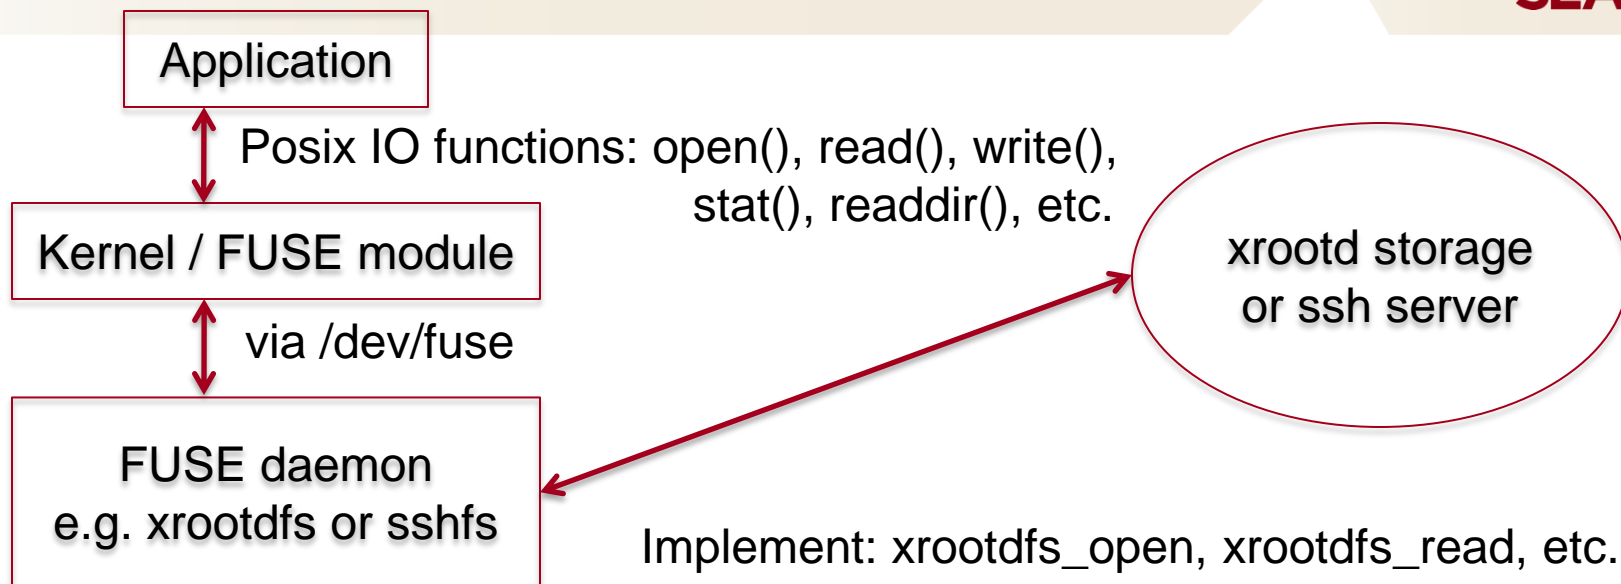 Application
Posix IO functions: open(), read(), write(),
stat(), readdir(), etc.
Kernel / FUSE module
xrootd storage
or ssh server
via /dev/fuse
FUSE daemon
e.g. xrootdfs or sshfs
Implement: xrootdfs_open, xrootdfs_read, etc.